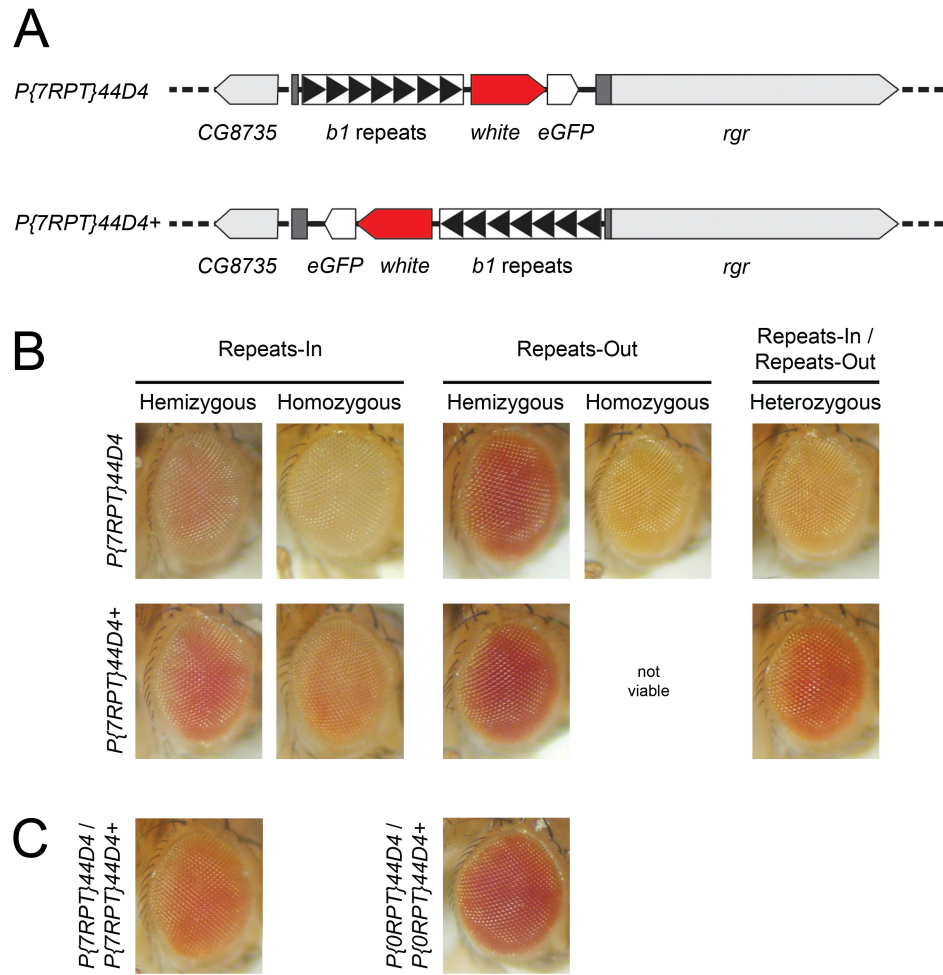 A
P{7RPT}44D4
CG8735
b1 repeats
white
eGFP
rgr
P{7RPT}44D4+
CG8735
eGFP
white
b1 repeats
rgr
B
Repeats-In
Repeats-Out
Repeats-In /
Repeats-Out
Hemizygous
Homozygous
Hemizygous
Homozygous
Heterozygous
P{7RPT}44D4
P{7RPT}44D4+
not
viable
C
P{7RPT}44D4 /
P{7RPT}44D4+
P{0RPT}44D4 /
P{0RPT}44D4+